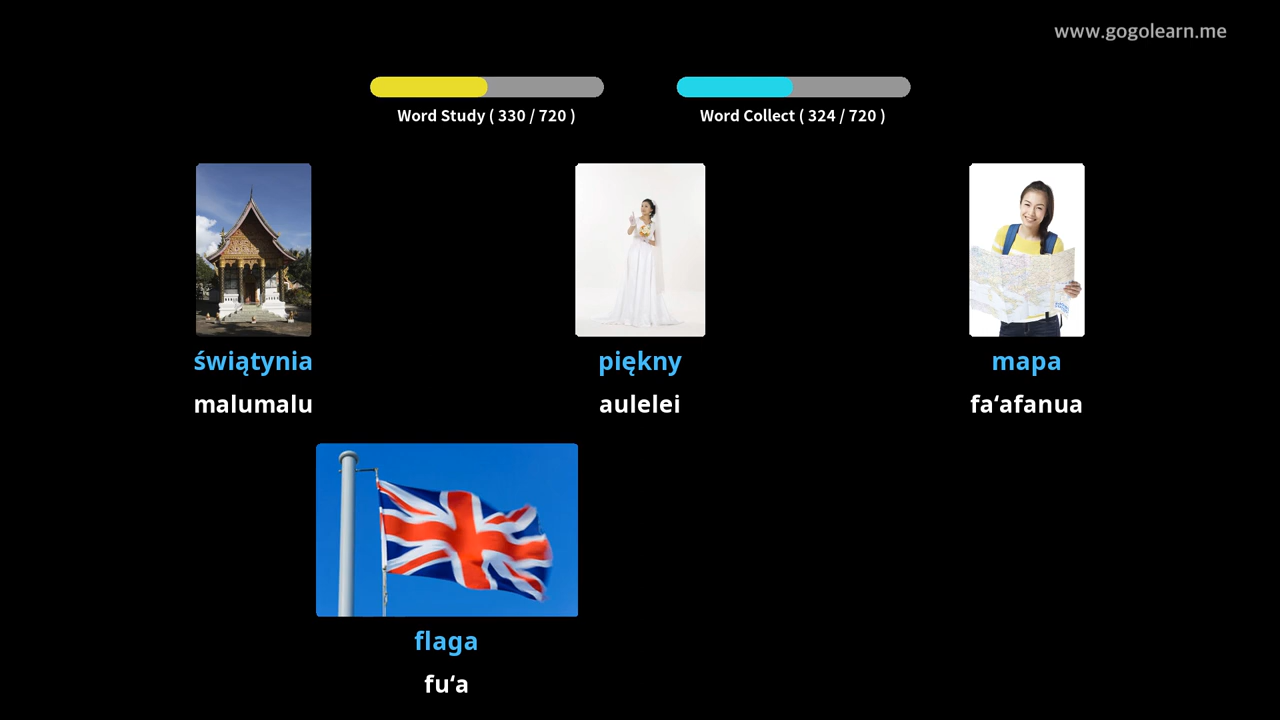 www.gogolearn.me
Word Study ( 330 / 720 )
Word Collect ( 324 / 720 )
świątynia
malumalu
piękny
aulelei
mapa
fa‘afanua
flaga
fu‘a